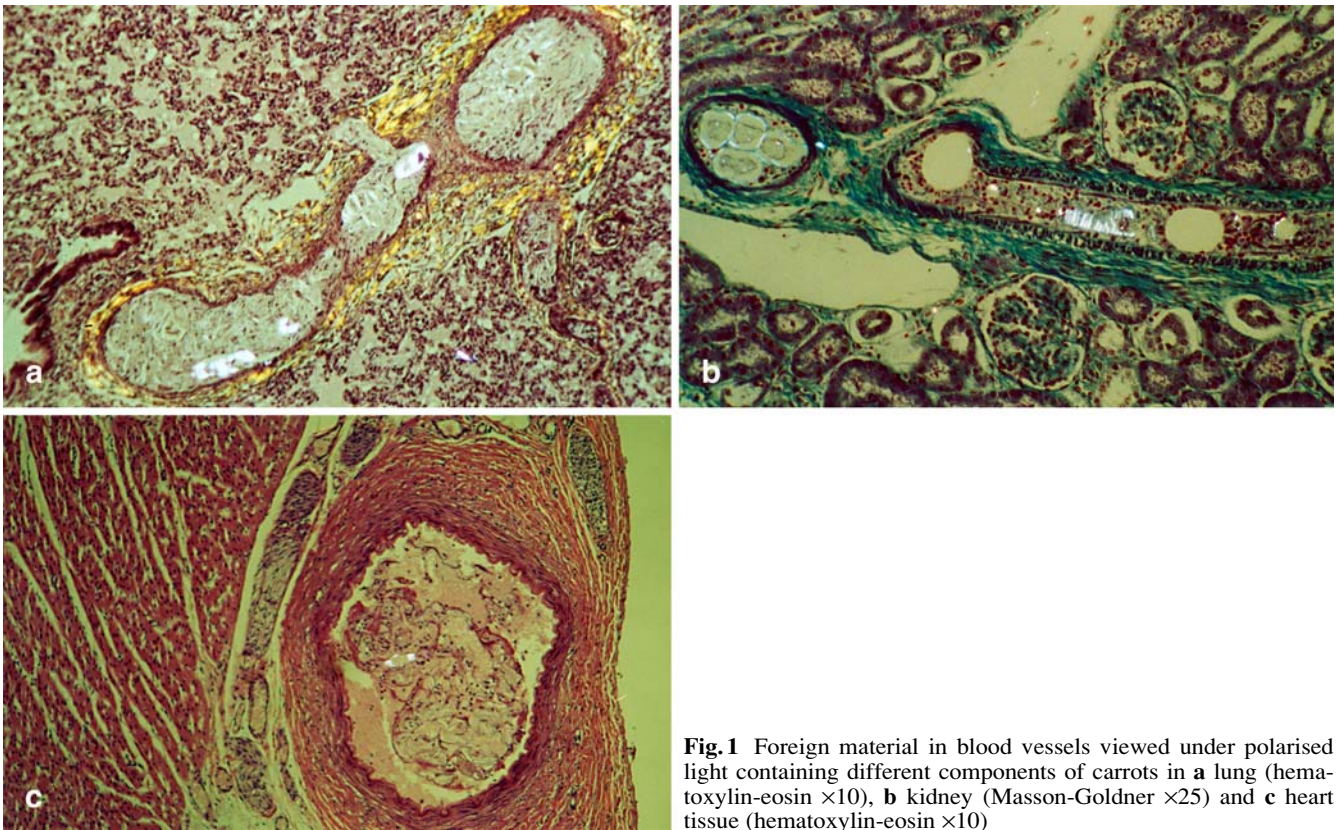 a
b
c
Fig. 1 Foreign material in blood vessels viewed under polarised
light containing different components of carrots in a lung (hema-
toxylin-eosin ×10), b kidney (Masson-Goldner ×25) and c heart
tissue (hematoxylin-eosin ×10)